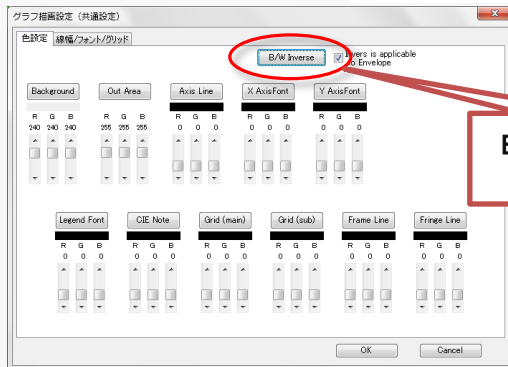 グラフ描画設定（共通設定）
色設定 線幅/フォント/グリッド
B/W Inverse
Invers is applicable
to Envelope
Background Out Area Axis Line X AxisFont Y AxisFont
R G B R G B R G B R G B R G B
240 240 240 255 255 255 0 0 0 0 0 0 0 0 0
E
Legend Font CIE Note Grid (main) Grid (sub) Frame Line Fringe Line
R G B R G B R G B R G B R G B R G B
0 0 0 0 0 0 0 0 0 0 0 0 0 0 0 0 0 0
OK Cancel